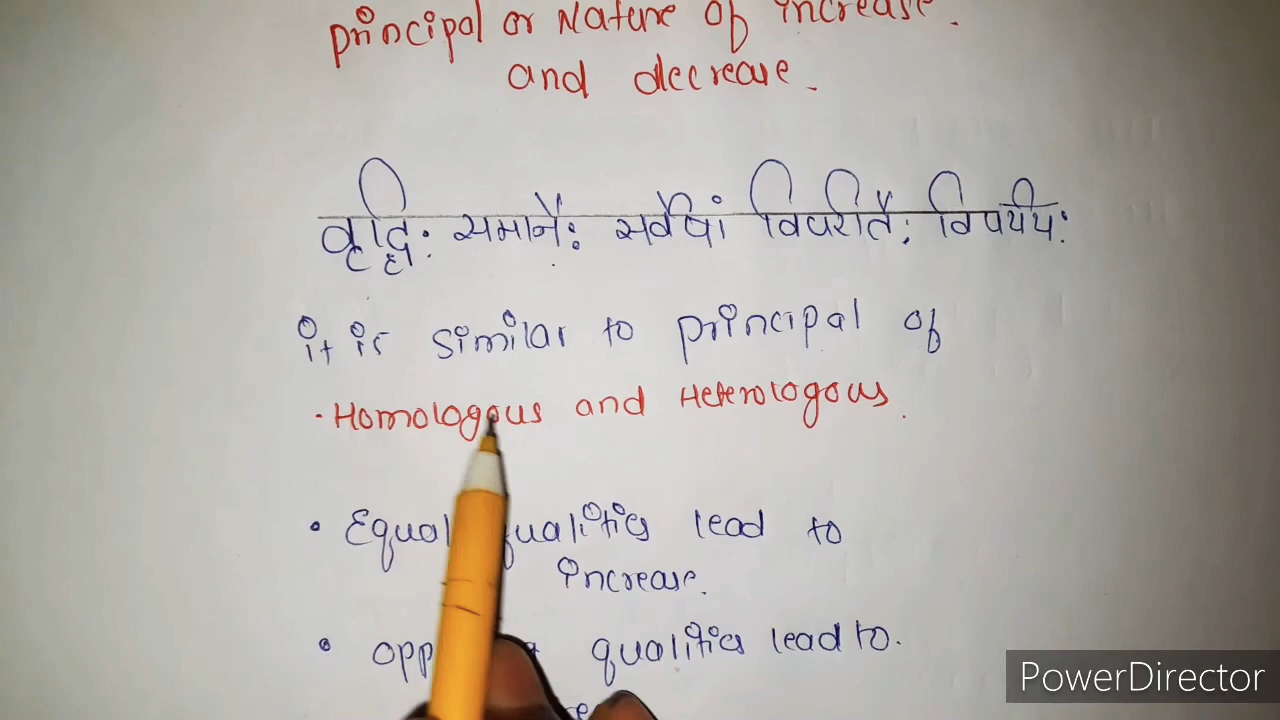 principal or Nature of increase.
and decrease.
वृद्धि: समानै: सर्वेषां विपरीतै: विपर्यय:
it is similar to principal of
· Homologous and Heterologous.
• Equal qualities lead to
increase.
• qualities lead to.
PowerDirector